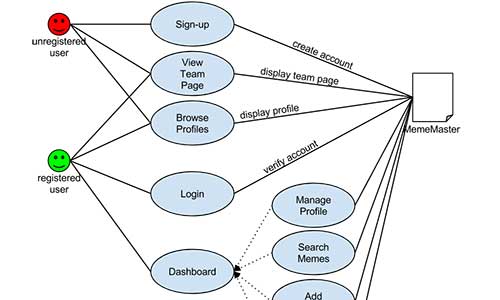 Sign-up
unregistered
user
create account
View
Team
Page
display team page
Browse
Profiles
display profile
MemeMaster
verify account
registered
user
Login
Manage
Profile
Search
Memes
Dashboard
Add